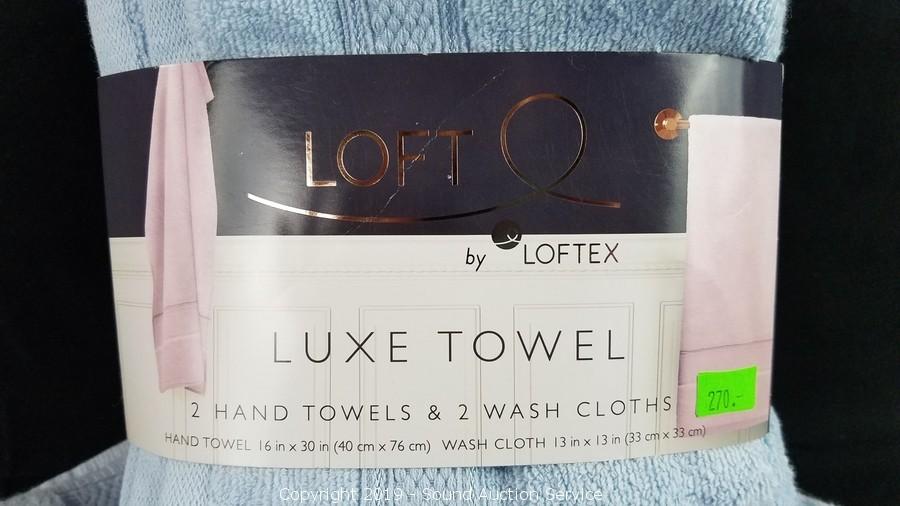 LOFT
by LOFTEX
LUXE TOWEL
2 HAND TOWELS & 2 WASH CLOTHS
270.-
HAND TOWEL 16 in x 30 in (40 cm x 76 cm) WASH CLOTH 13 in x 13 in (33 cm x 33 cm)
Copyright 2019 - Sound Auction Service